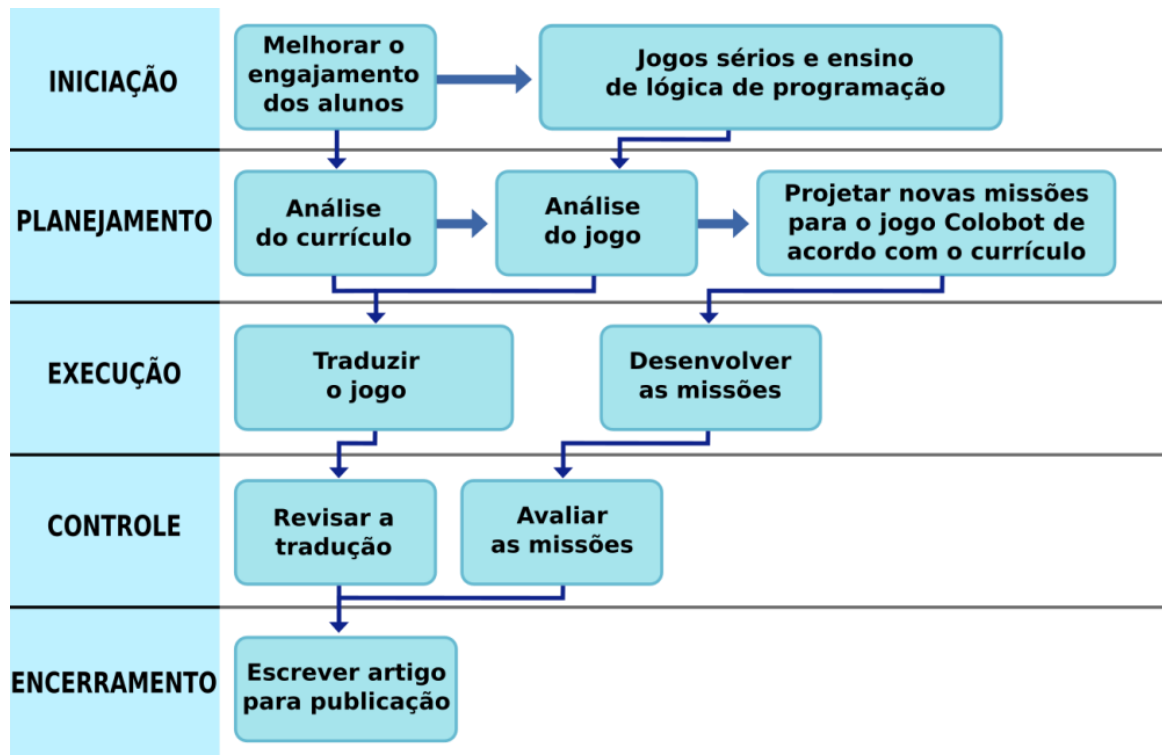 INICIAÇÃO
Melhorar o
engajamento
dos alunos
Jogos sérios e ensino
de lógica de programação
PLANEJAMENTO
Análise
do currículo
Análise
do jogo
Projetar novas missões
para o jogo Colobot de
acordo com o currículo
EXECUÇÃO
Traduzir
o jogo
Desenvolver
as missões
CONTROLE
Revisar a
tradução
Avaliar
as missões
ENCERRAMENTO
Escrever artigo
para publicação